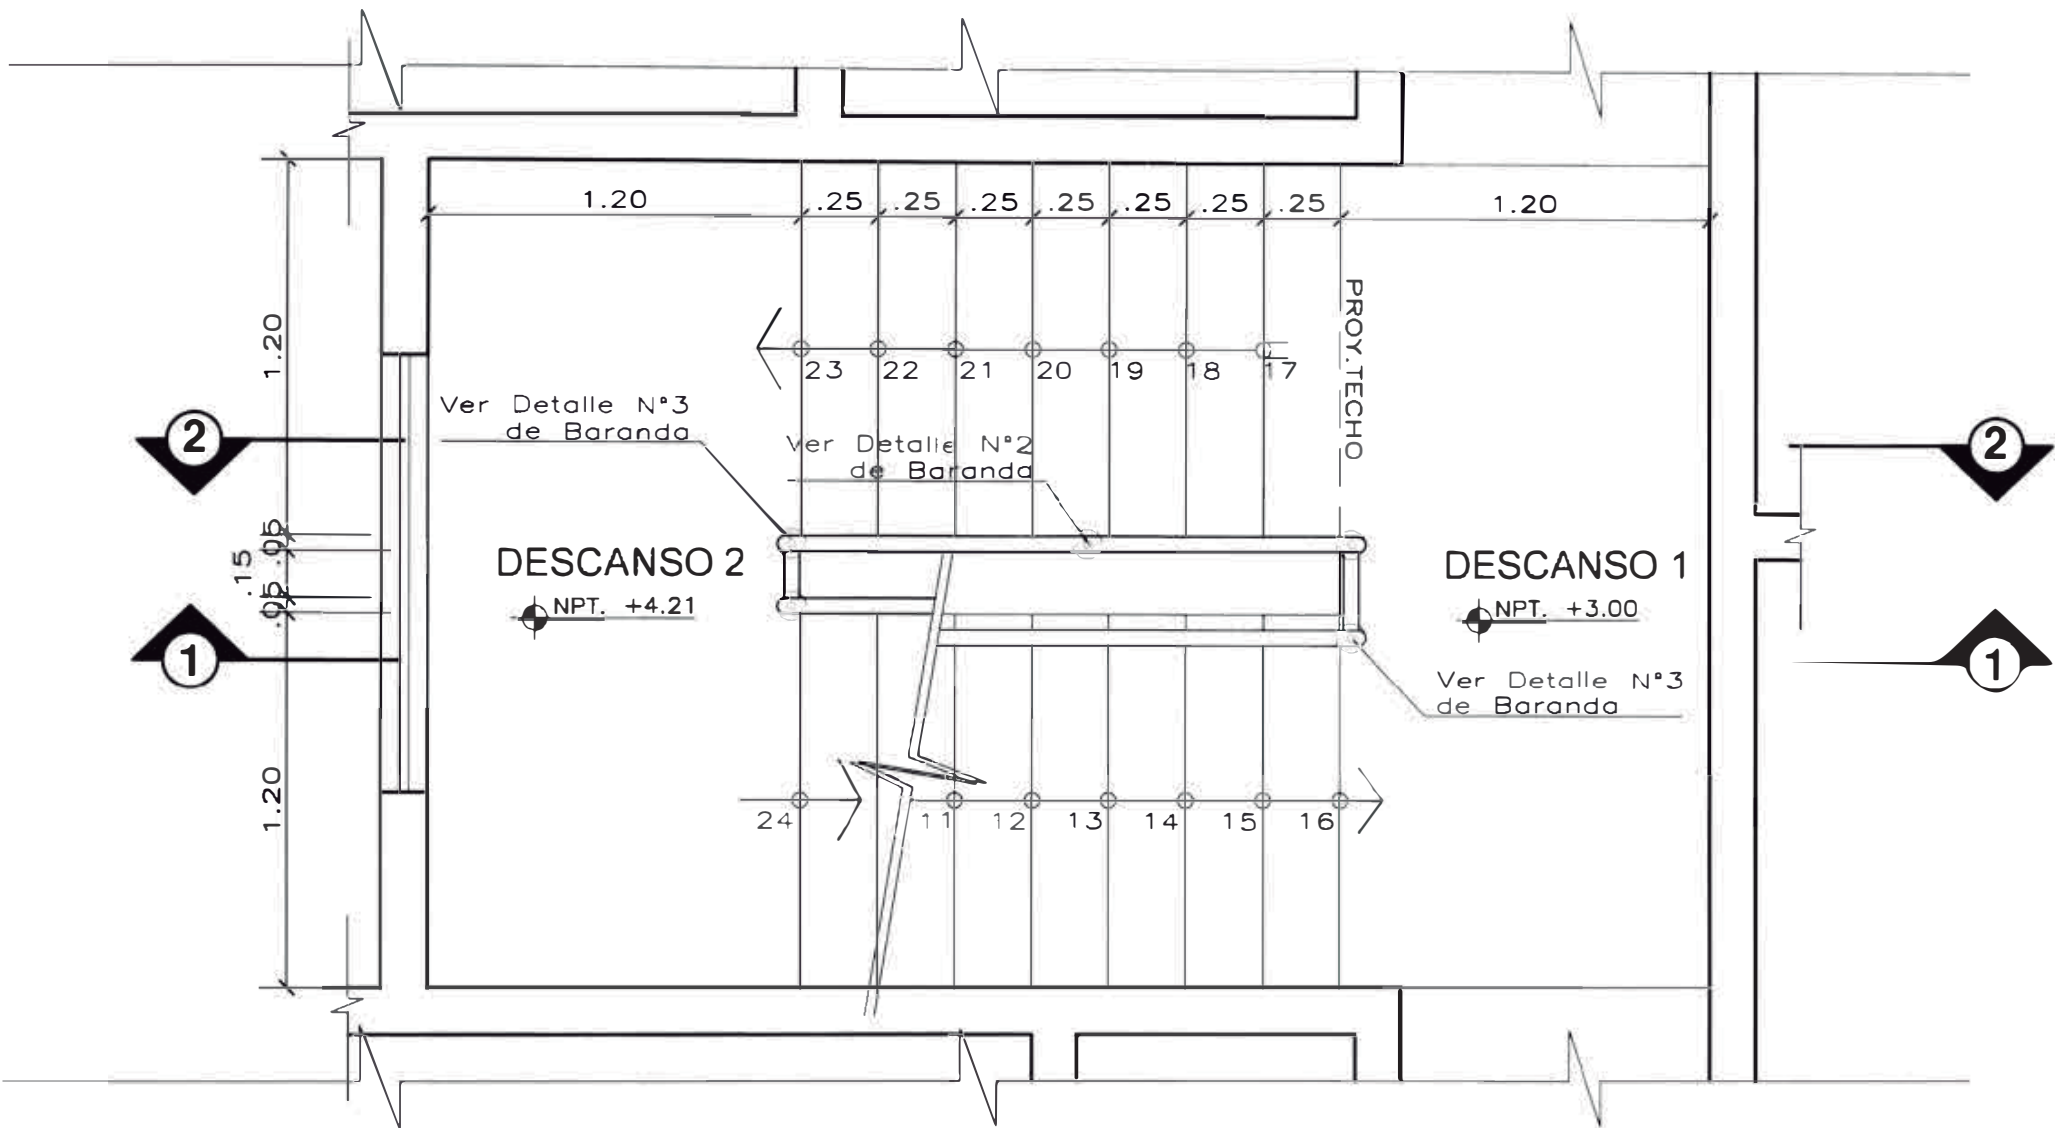 1.20 .25 .25 .25 .25 .25 .25 .25 1.20
PROY.TECHO
1.20
23 22 21 20 19 18 17
Ver Detalle N°3
de Baranda
Ver Detalle N°2
de Baranda
2
2
.05
.15
.05
DESCANSO 2
NPT. +4.21
DESCANSO 1
NPT. +3.00
1
1
Ver Detalle N°3
de Baranda
1.20
24 11 12 13 14 15 16